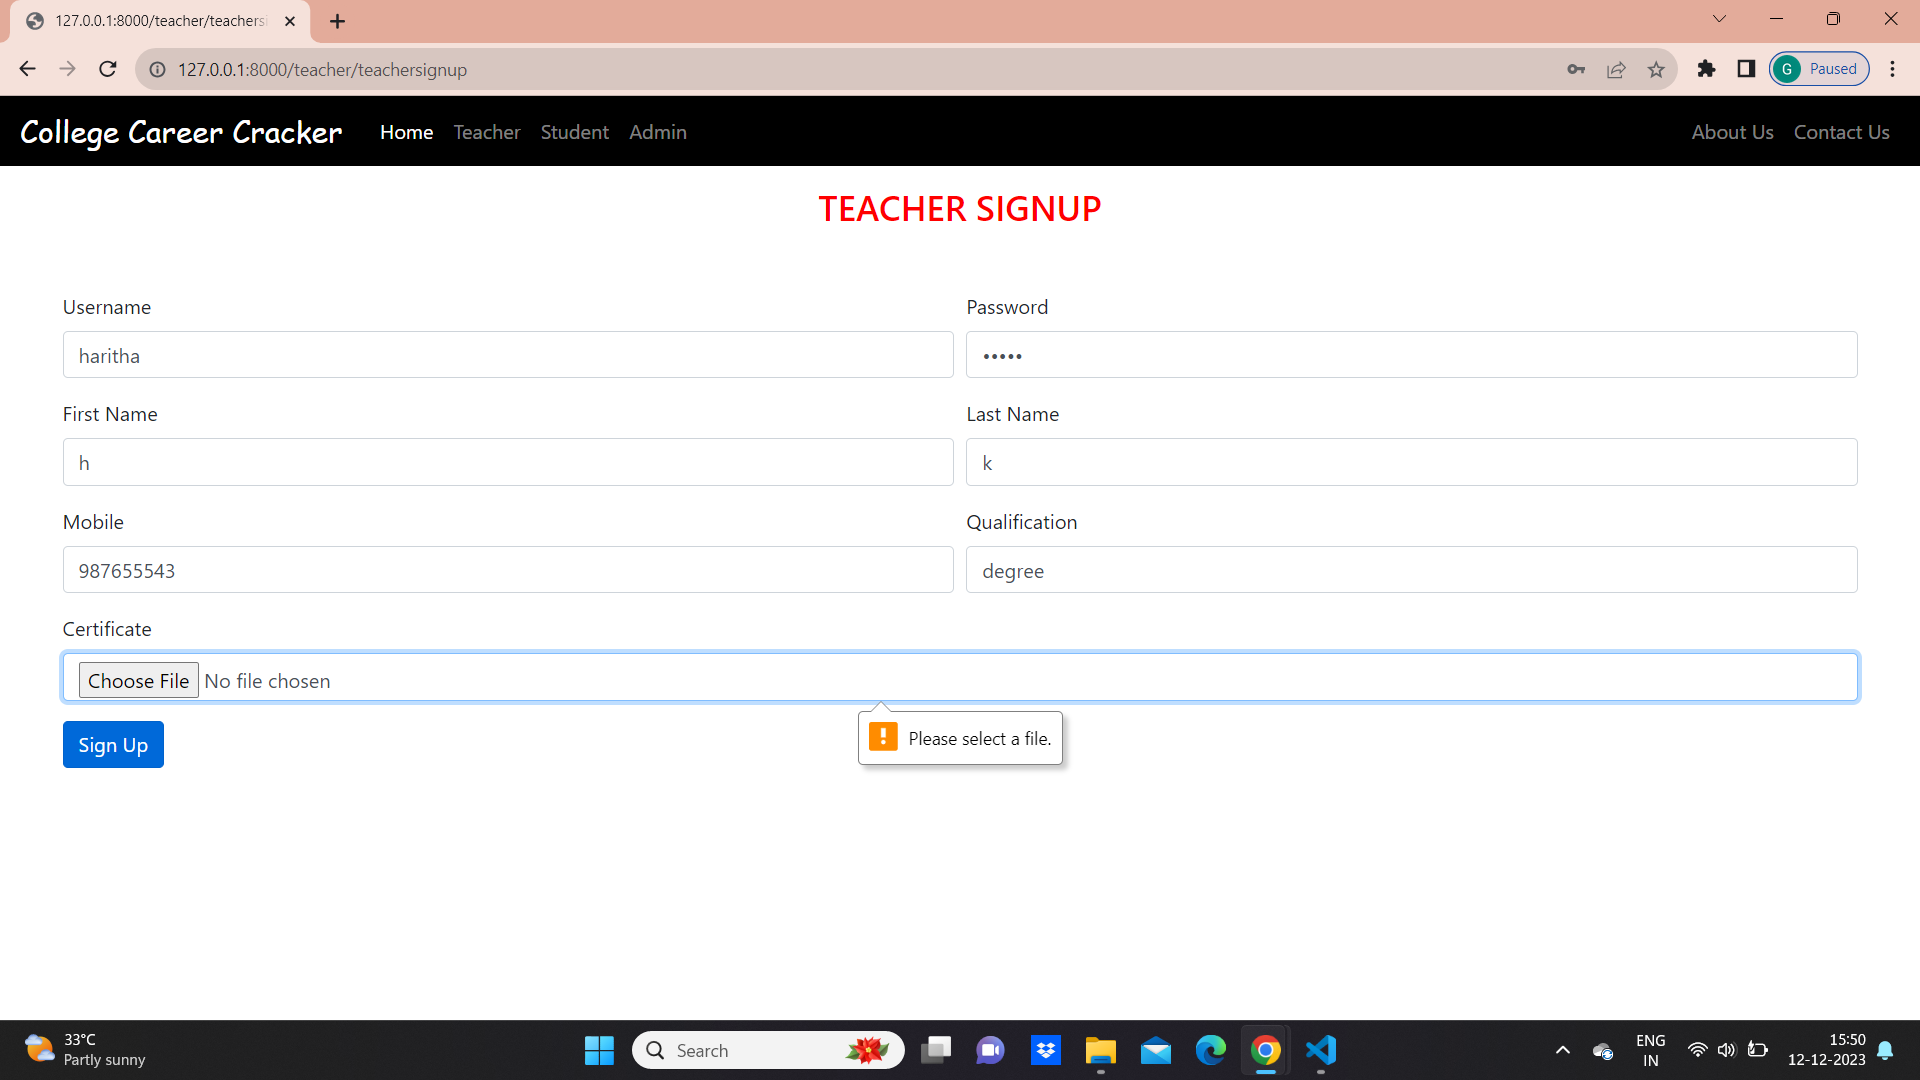 127.0.0.1:8000/teacher/teachersi
127.0.0.1:8000/teacher/teachersignup
G Paused
College Career Cracker Home Teacher Student Admin About Us Contact Us
TEACHER SIGNUP
Username Password
haritha •••••
First Name Last Name
h k
Mobile Qualification
987655543 degree
Certificate
Choose File No file chosen
Please select a file.
Sign Up
33°C
Partly sunny
Search
ENG
IN
15:50
12-12-2023